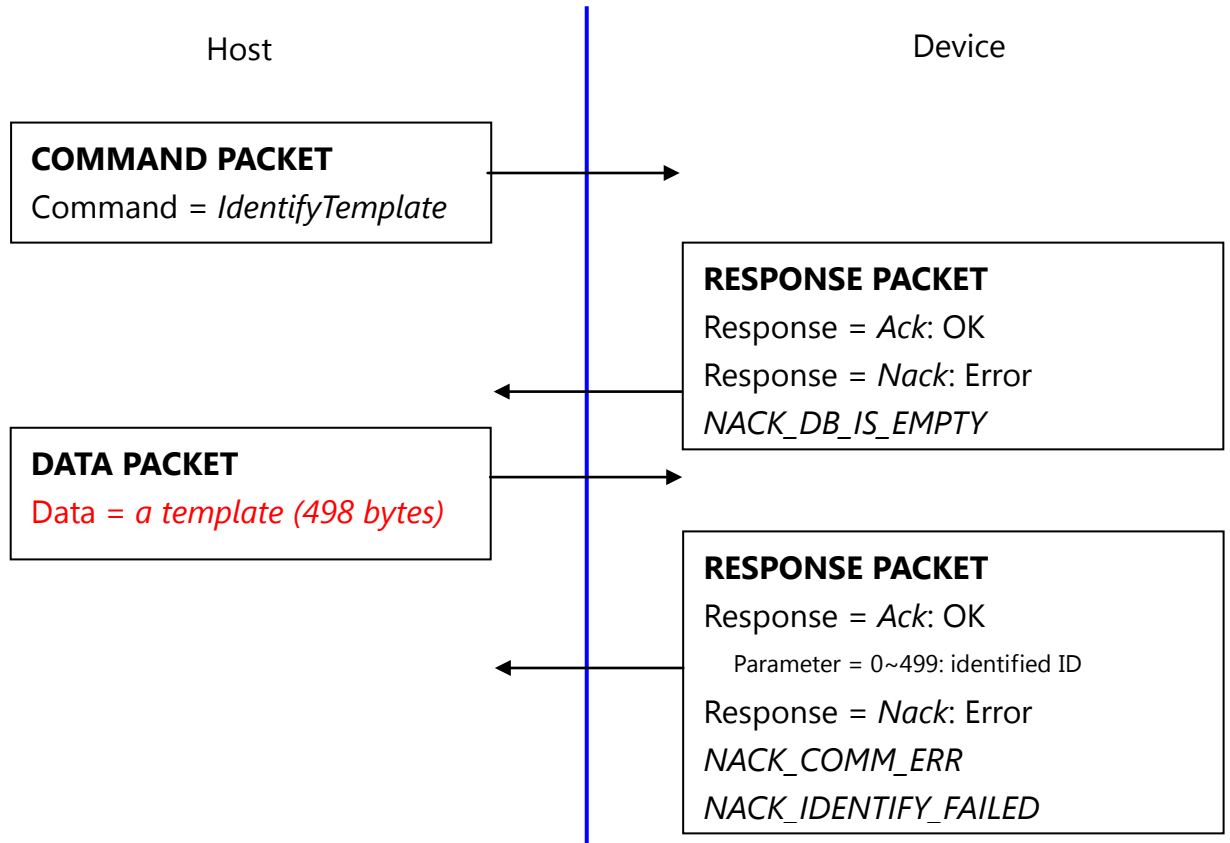 Host
Device
COMMAND PACKET
Command = IdentifyTemplate
RESPONSE PACKET
Response = Ack: OK
Response = Nack: Error
NACK_DB_IS_EMPTY
DATA PACKET
Data = a template (498 bytes)
RESPONSE PACKET
Response = Ack: OK
Parameter = 0~499: identified ID
Response = Nack: Error
NACK_COMM_ERR
NACK_IDENTIFY_FAILED